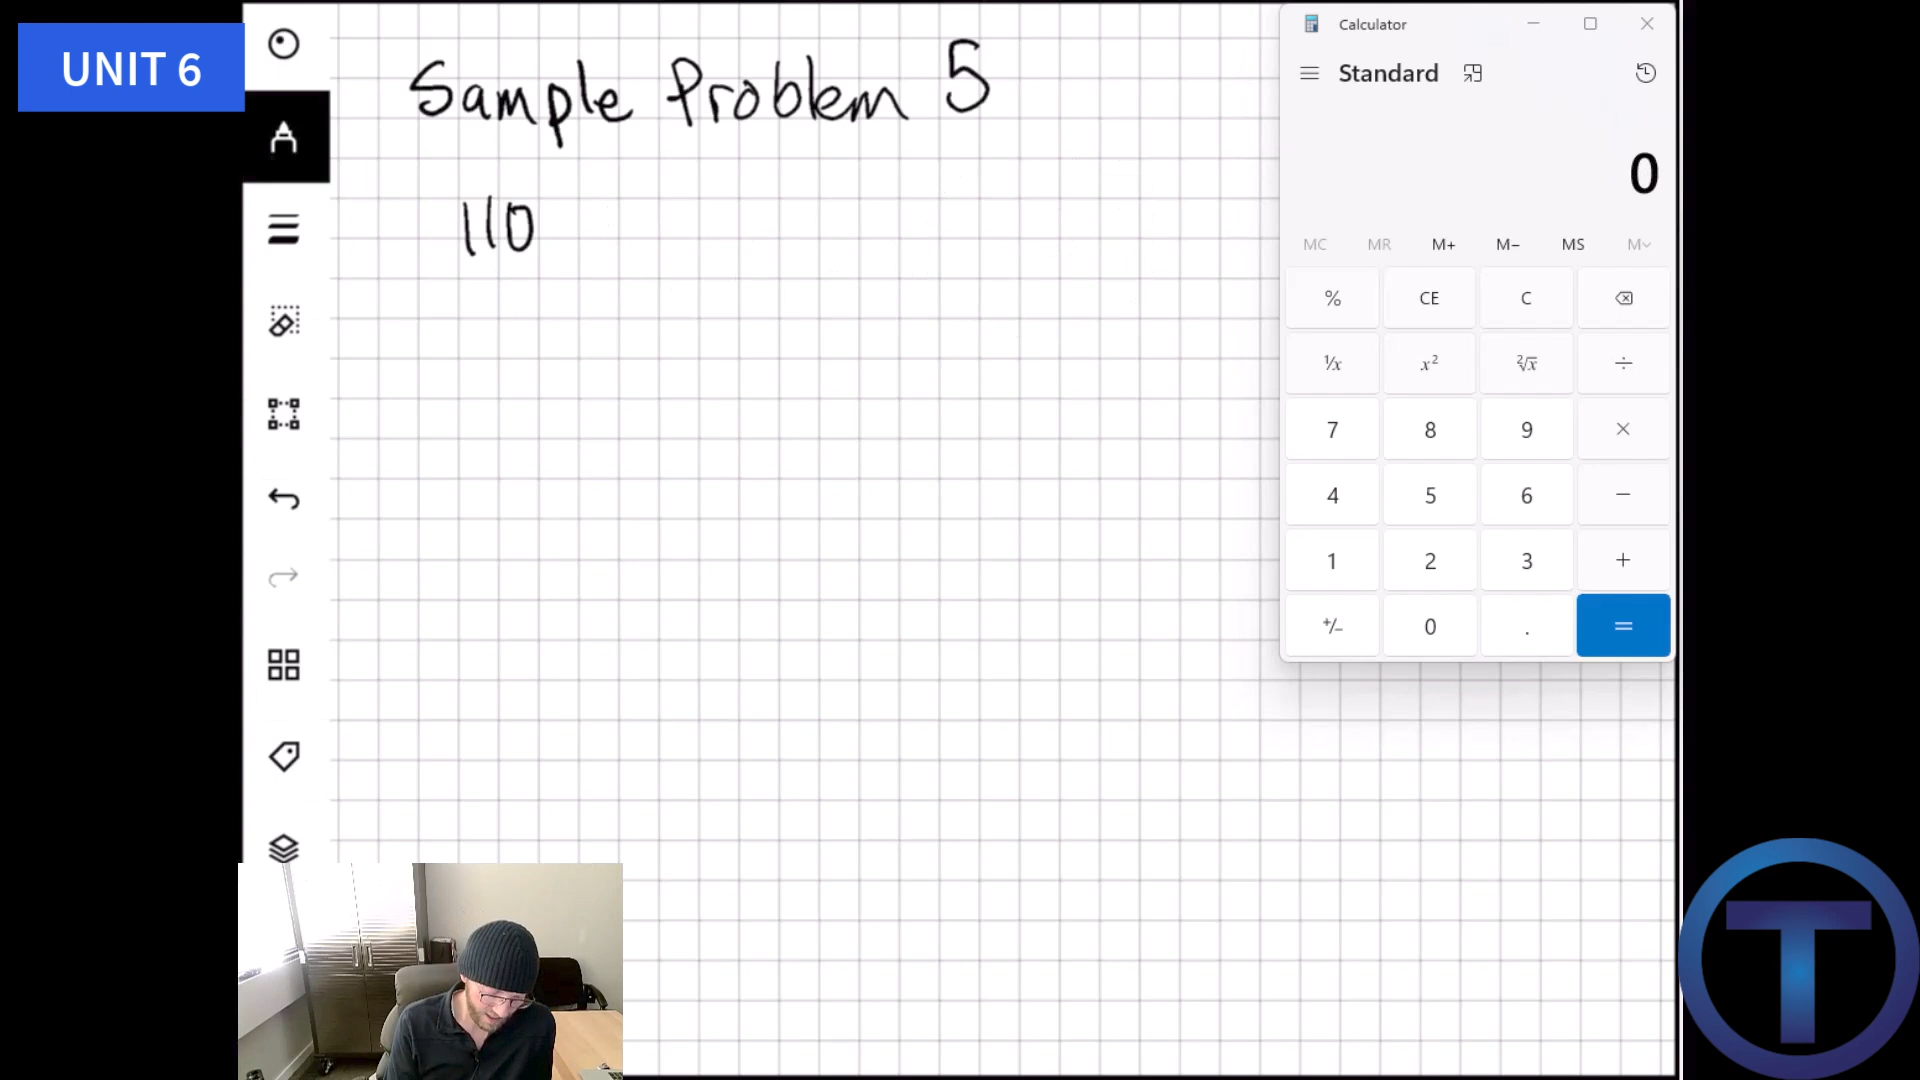 UNIT 6
Sample Problem 5
110
Calculator
Standard
0
MC MR M+ M− MS M˅
% CE C
¹/x x² ²√x ÷
7 8 9 ×
4 5 6 −
1 2 3 +
+/− 0 . =
T